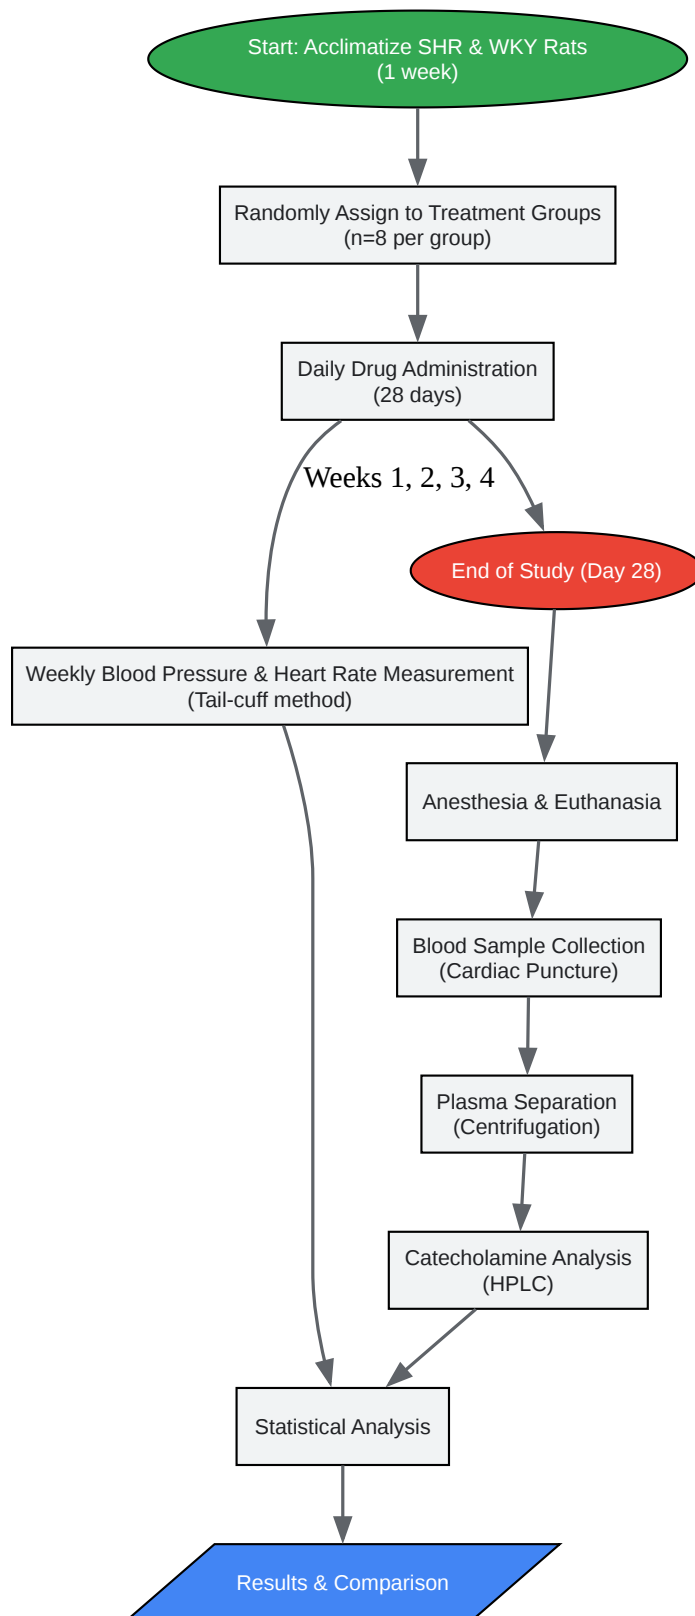 Start: Acclimatize SHR & WKY Rats
(1 week)
Randomly Assign to Treatment Groups
(n=8 per group)
Daily Drug Administration
(28 days)
Weeks 1, 2, 3, 4
End of Study (Day 28)
Weekly Blood Pressure & Heart Rate Measurement
(Tail-cuff method)
Anesthesia & Euthanasia
Blood Sample Collection
(Cardiac Puncture)
Plasma Separation
(Centrifugation)
Catecholamine Analysis
(HPLC)
Statistical Analysis
Results & Comparison